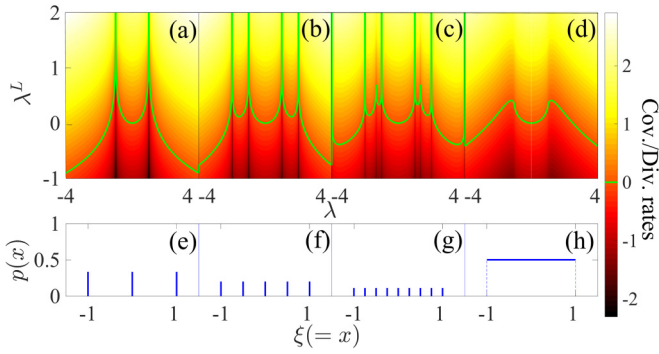 2
(a)
(b)
(c)
(d)
λ^L
1
0
-1
-4
4 -4
4 -4
4 -4
4
λ
2
1
0
-1
-2
Cov./Div. rates
1
0.5
0
p(x)
(e)
(f)
(g)
(h)
-1
1
-1
1
-1
1
-1
1
ξ(= x)